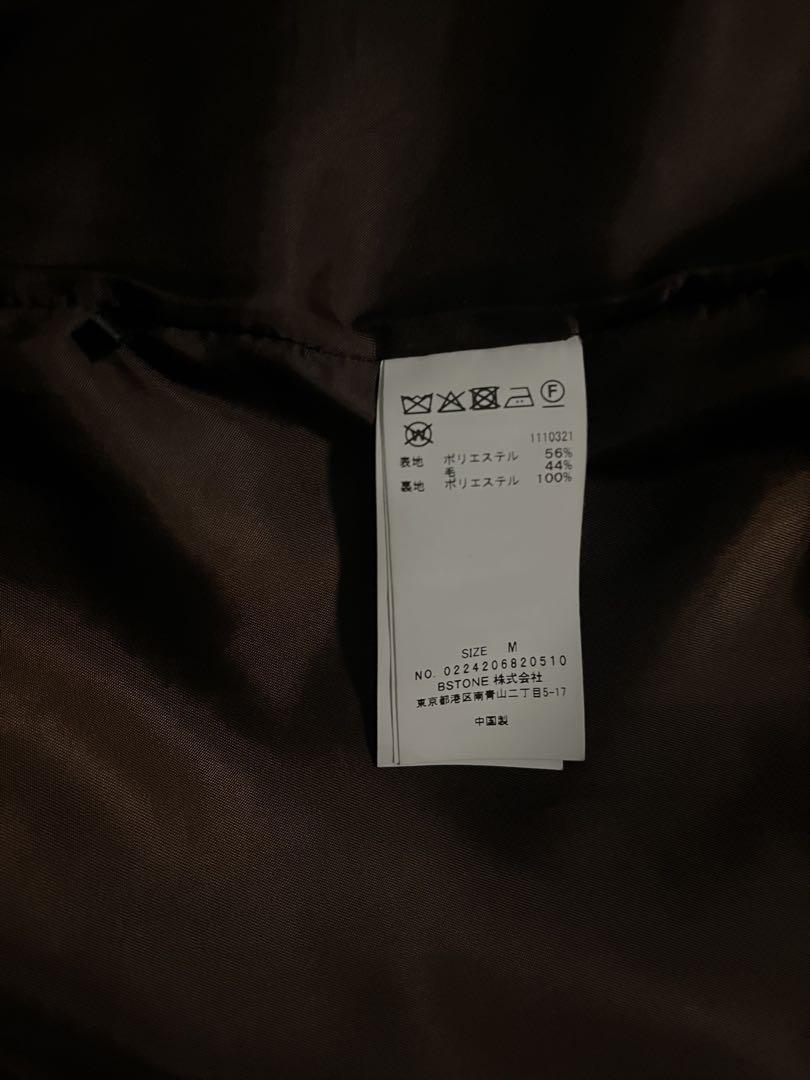 F
W
1110321
表地 ポリエステル 56%
毛 44%
裏地 ポリエステル 100%
SIZE M
NO. 0224206820510
BSTONE 株式会社
東京都港区南青山二丁目5-17
中国製